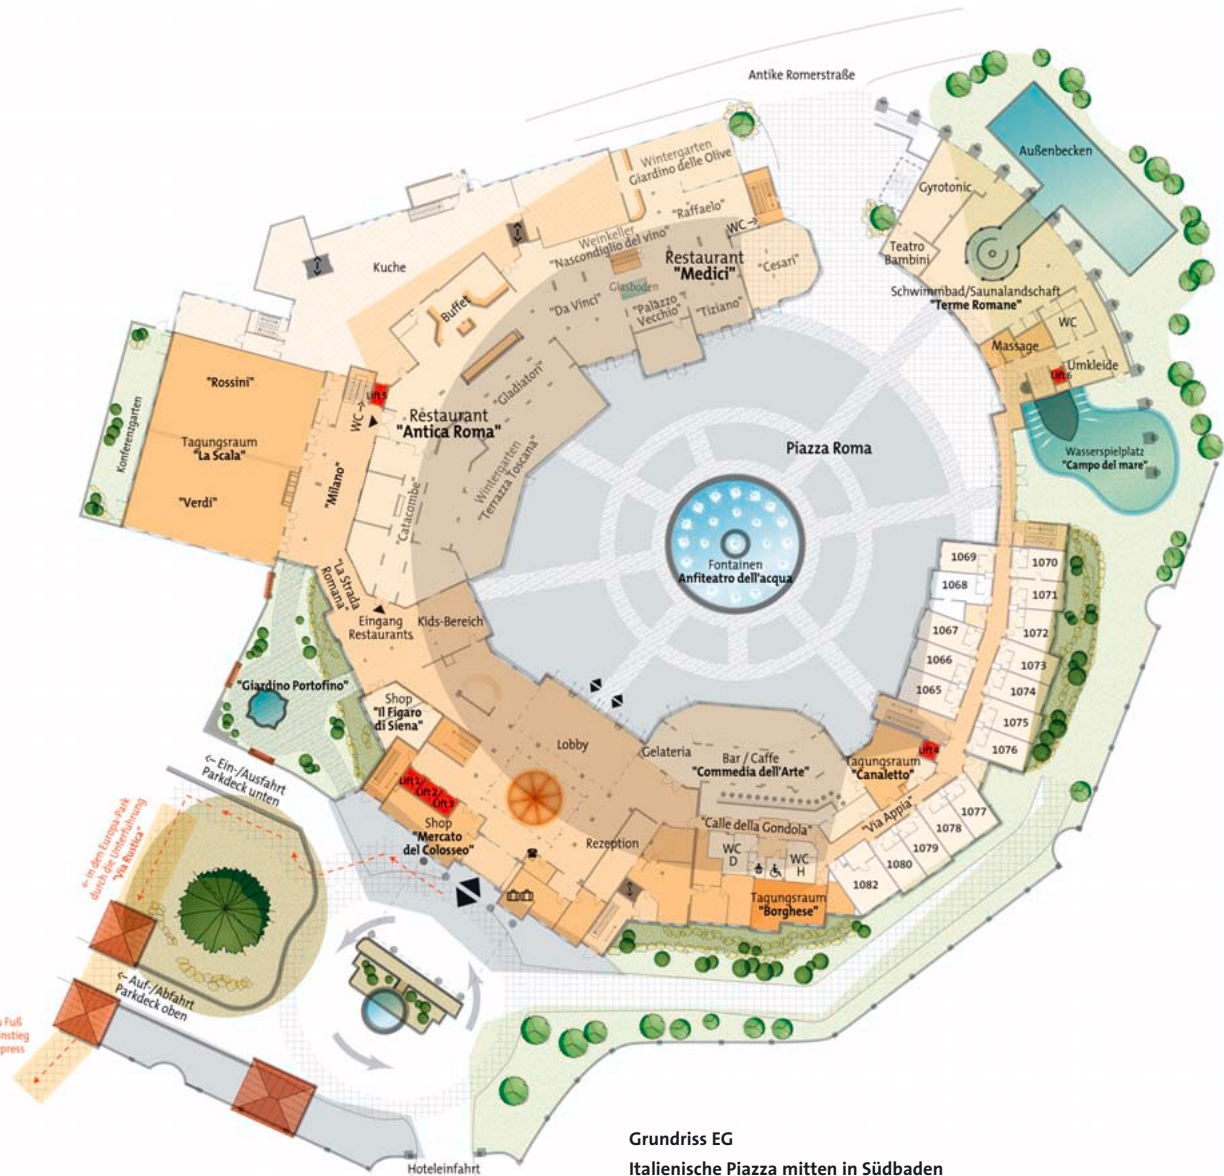 Antike Romerstraße
Außenbecken
Wintergarten
Giardino delle Olive
Gyrotonic
"Raffaelo"
WC →
Weinkeller
"Nascondiglio del vino"
Teatro
Bambini
Restaurant
"Medici"
"Cesari"
Kuche
Glasboden
Schwimmbad/Saunalandschaft
"Terme Romane"
"Da Vinci"
"Palazzo
Vecchio"
"Tiziano"
Buffet
WC
Massage
Umkleide
Lift 6
"Rossini"
"Gladiatori"
Lift 5
WC →
Restaurant
"Antica Roma"
Konferzgarten
Tagungsraum
"La Scala"
Piazza Roma
Wasserspielplatz
"Campo del mare"
"Milano"
Wintergarten
"Terrazza Toscana"
"Verdi"
"Catacombe"
1069
1070
Fontainen
Anfiteatro dell'acqua
1068
1071
"La Strada
Romana"
Eingang
Restaurants
Kids-Bereich
1067
1072
1066
1073
"Giardino Portofino"
1065
1074
Shop
"Il Figaro
di Siena"
1075
Lobby
Gelateria
Bar / Caffe
"Commedia dell'Arte"
Tagungsraum
"Canaletto"
Lift 4
1076
← Ein-/Ausfahrt
Parkdeck unten
Lift 1/
Lift 2/
Lift 3
← in den Europa-Park
durch die Unterführung
"Via Rustica"
Shop
"Mercato
del Colosseo"
Rezeption
"Calle della Gondola"
"Via Appia"
1077
1078
1079
1080
1082
WC
D
WC
H
Tagungsraum
"Borghese"
← Auf-/Abfahrt
Parkdeck oben
Fuß
nstieg
press
Hoteleinfahrt
Grundriss EG
Italienische Piazza mitten in Südbaden